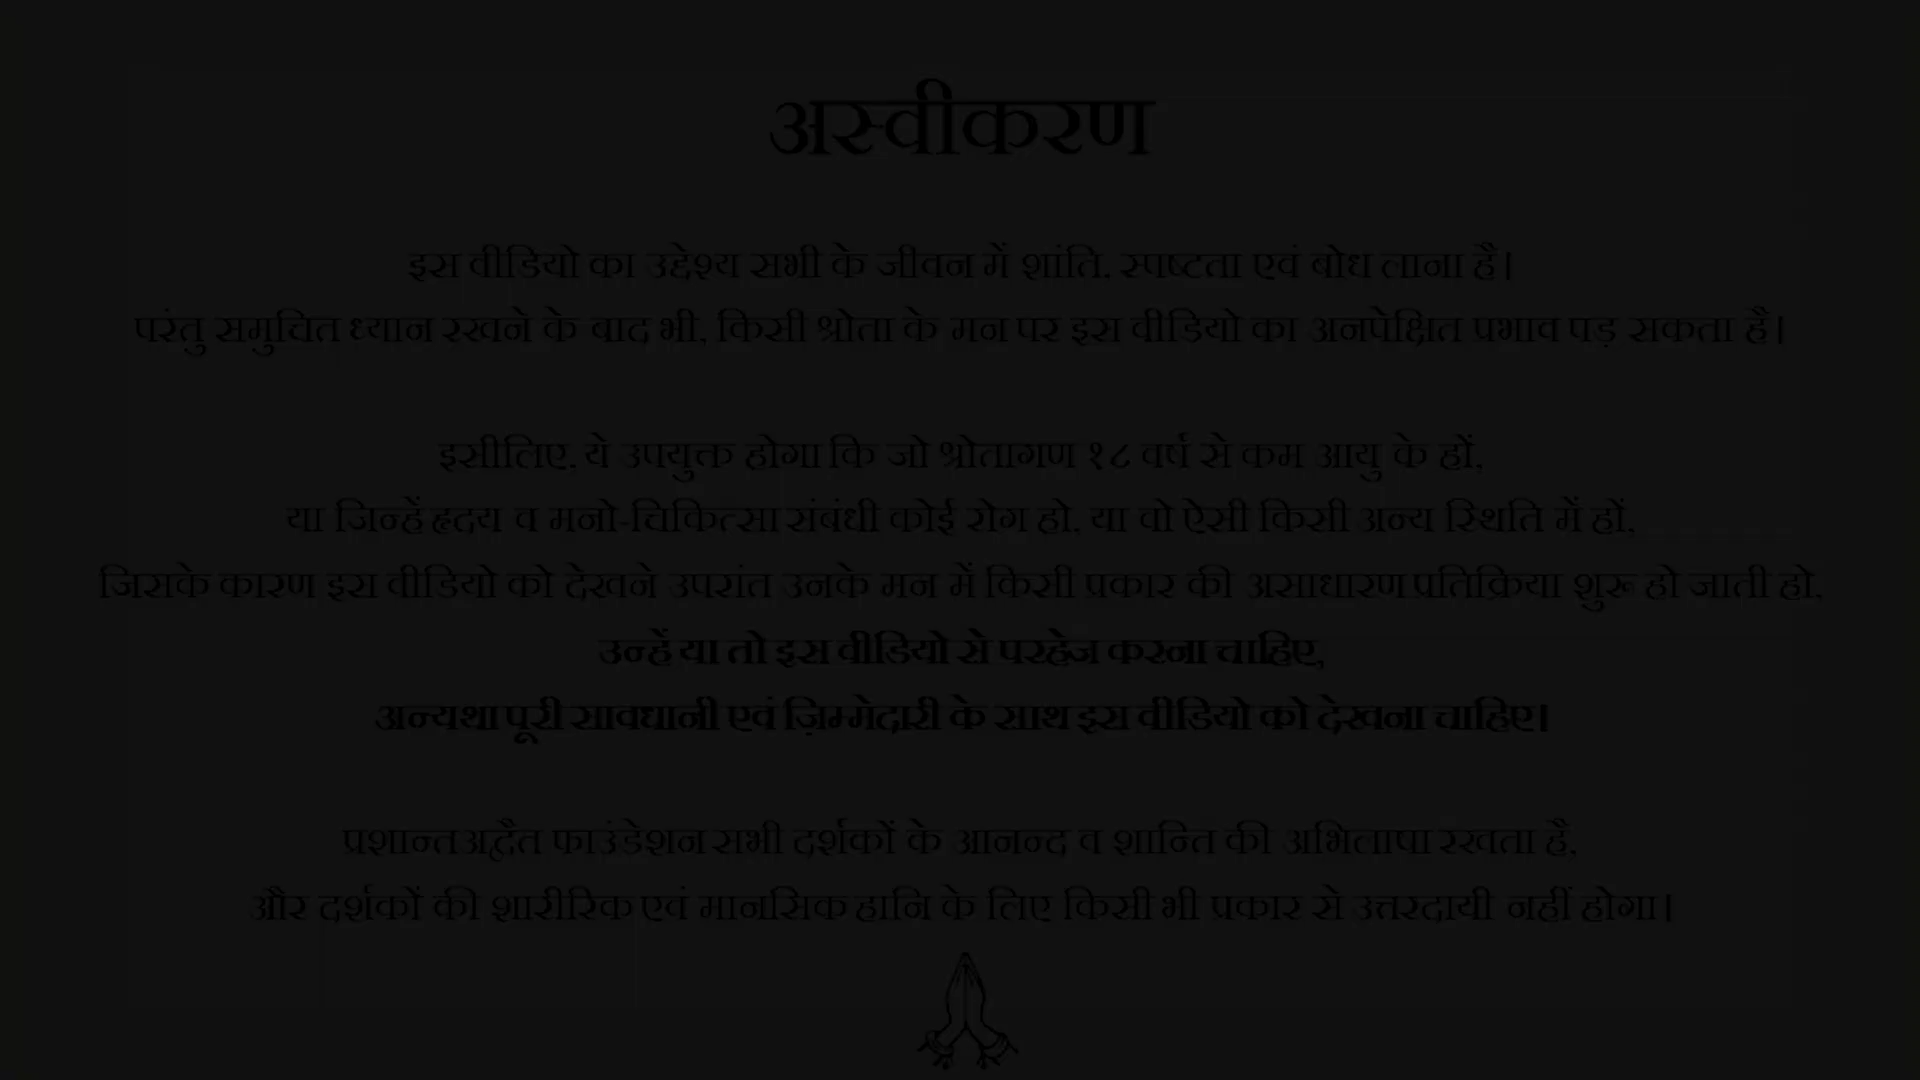 अस्वीकरण
इस वीडियो का उद्देश्य सभी के जीवन में शांति, स्पष्टता एवं बोध लाना है।
परंतु समुचित ध्यान रखने के बाद भी, किसी श्रोता के मन पर इस वीडियो का अनपेक्षित प्रभाव पड़ सकता है।
इसीलिए, ये उपयुक्त होगा कि जो श्रोतागण १८ वर्ष से कम आयु के हों,
या जिन्हें हृदय व मनो-चिकित्सा संबंधी कोई रोग हो, या वो ऐसी किसी अन्य स्थिति में हों,
जिसके कारण इस वीडियो को देखने उपरांत उनके मन में किसी प्रकार की असाधारण प्रतिक्रिया शुरू हो जाती हो,
उन्हें या तो इस वीडियो से परहेज करना चाहिए,
अन्यथा पूरी सावधानी एवं ज़िम्मेदारी के साथ इस वीडियो को देखना चाहिए।
प्रशान्तअद्वैत फाउंडेशन सभी दर्शकों के आनन्द व शान्ति की अभिलाषा रखता है,
और दर्शकों की शारीरिक एवं मानसिक हानि के लिए किसी भी प्रकार से उत्तरदायी नहीं होगा।